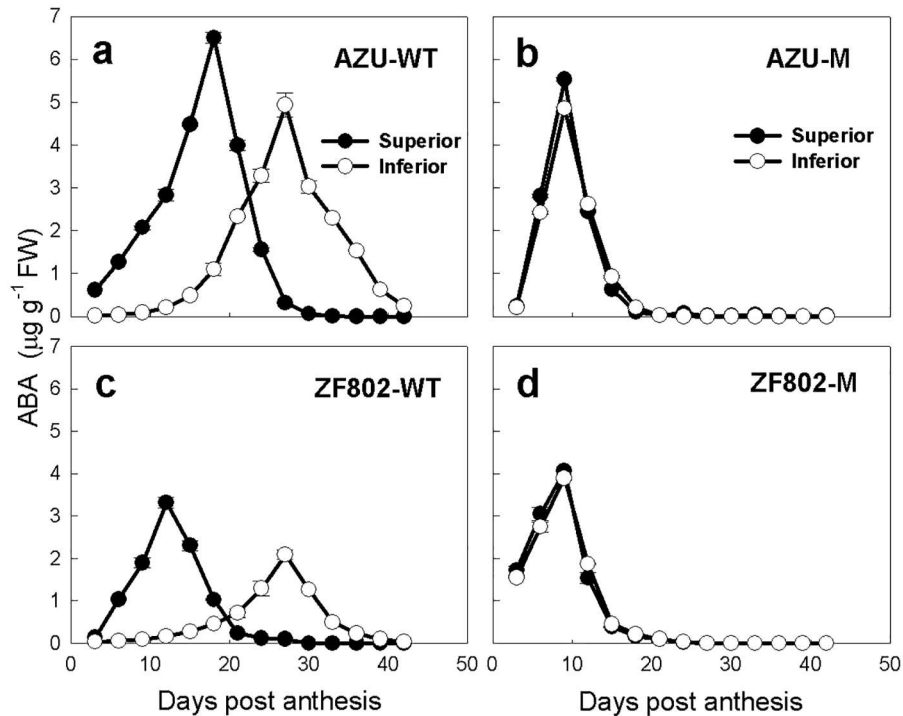 a
AZU-WT
Superior
Inferior
7
6
5
4
3
2
1
0
b
AZU-M
Superior
Inferior
ABA (µg g⁻¹ FW)
c
ZF802-WT
7
6
5
4
3
2
1
0
0 10 20 30 40 50
Days post anthesis
d
ZF802-M
0 10 20 30 40 50
Days post anthesis